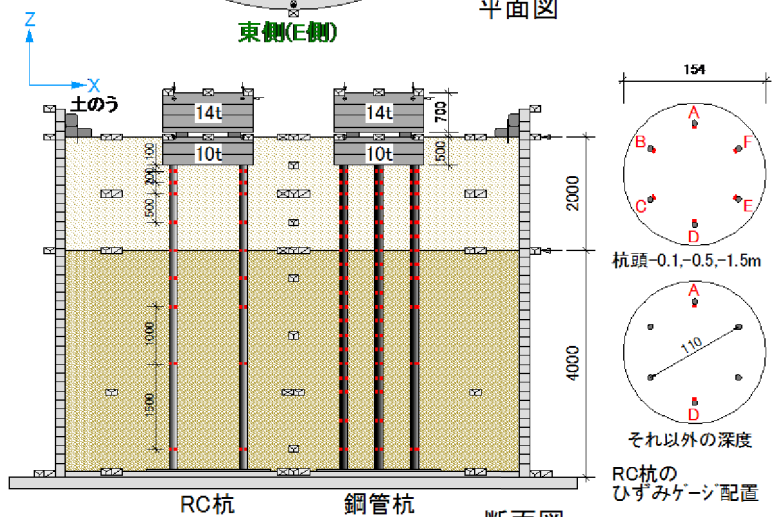 平面図
東側(E側)
Z
X
土のう
14t
14t
10t
10t
700
500
100
200
500
1000
1500
2000
4000
RC杭
鋼管杭
断面図
154
A
B
F
C
E
D
杭頭-0.1,-0.5,-1.5m
A
110
D
それ以外の深度
RC杭の
ひずみゲージ配置